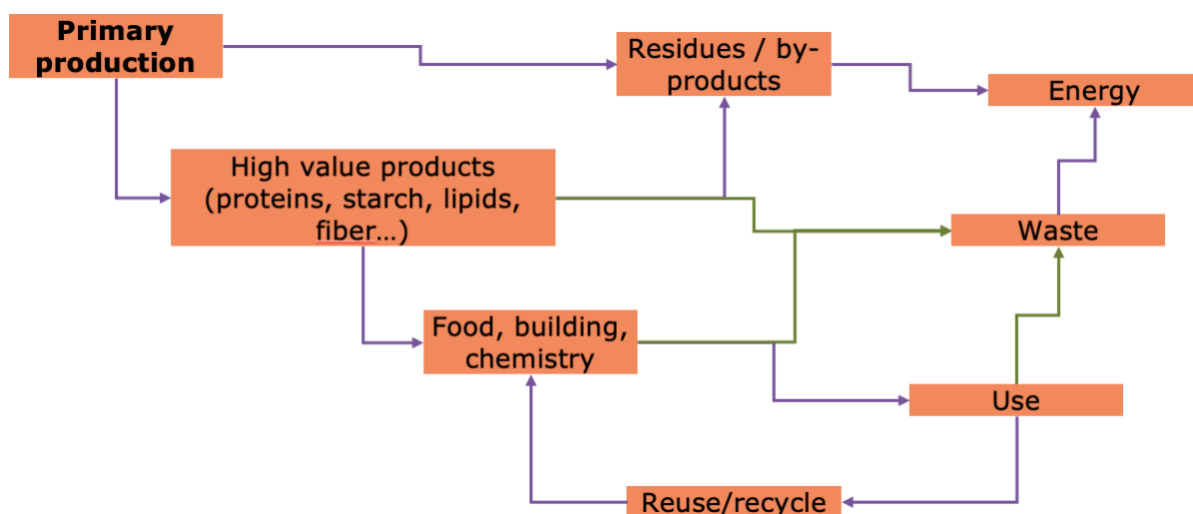 Primary
production
Residues / by-
products
Energy
High value products
(proteins, starch, lipids,
fiber…)
Waste
Food, building,
chemistry
Use
Reuse/recycle